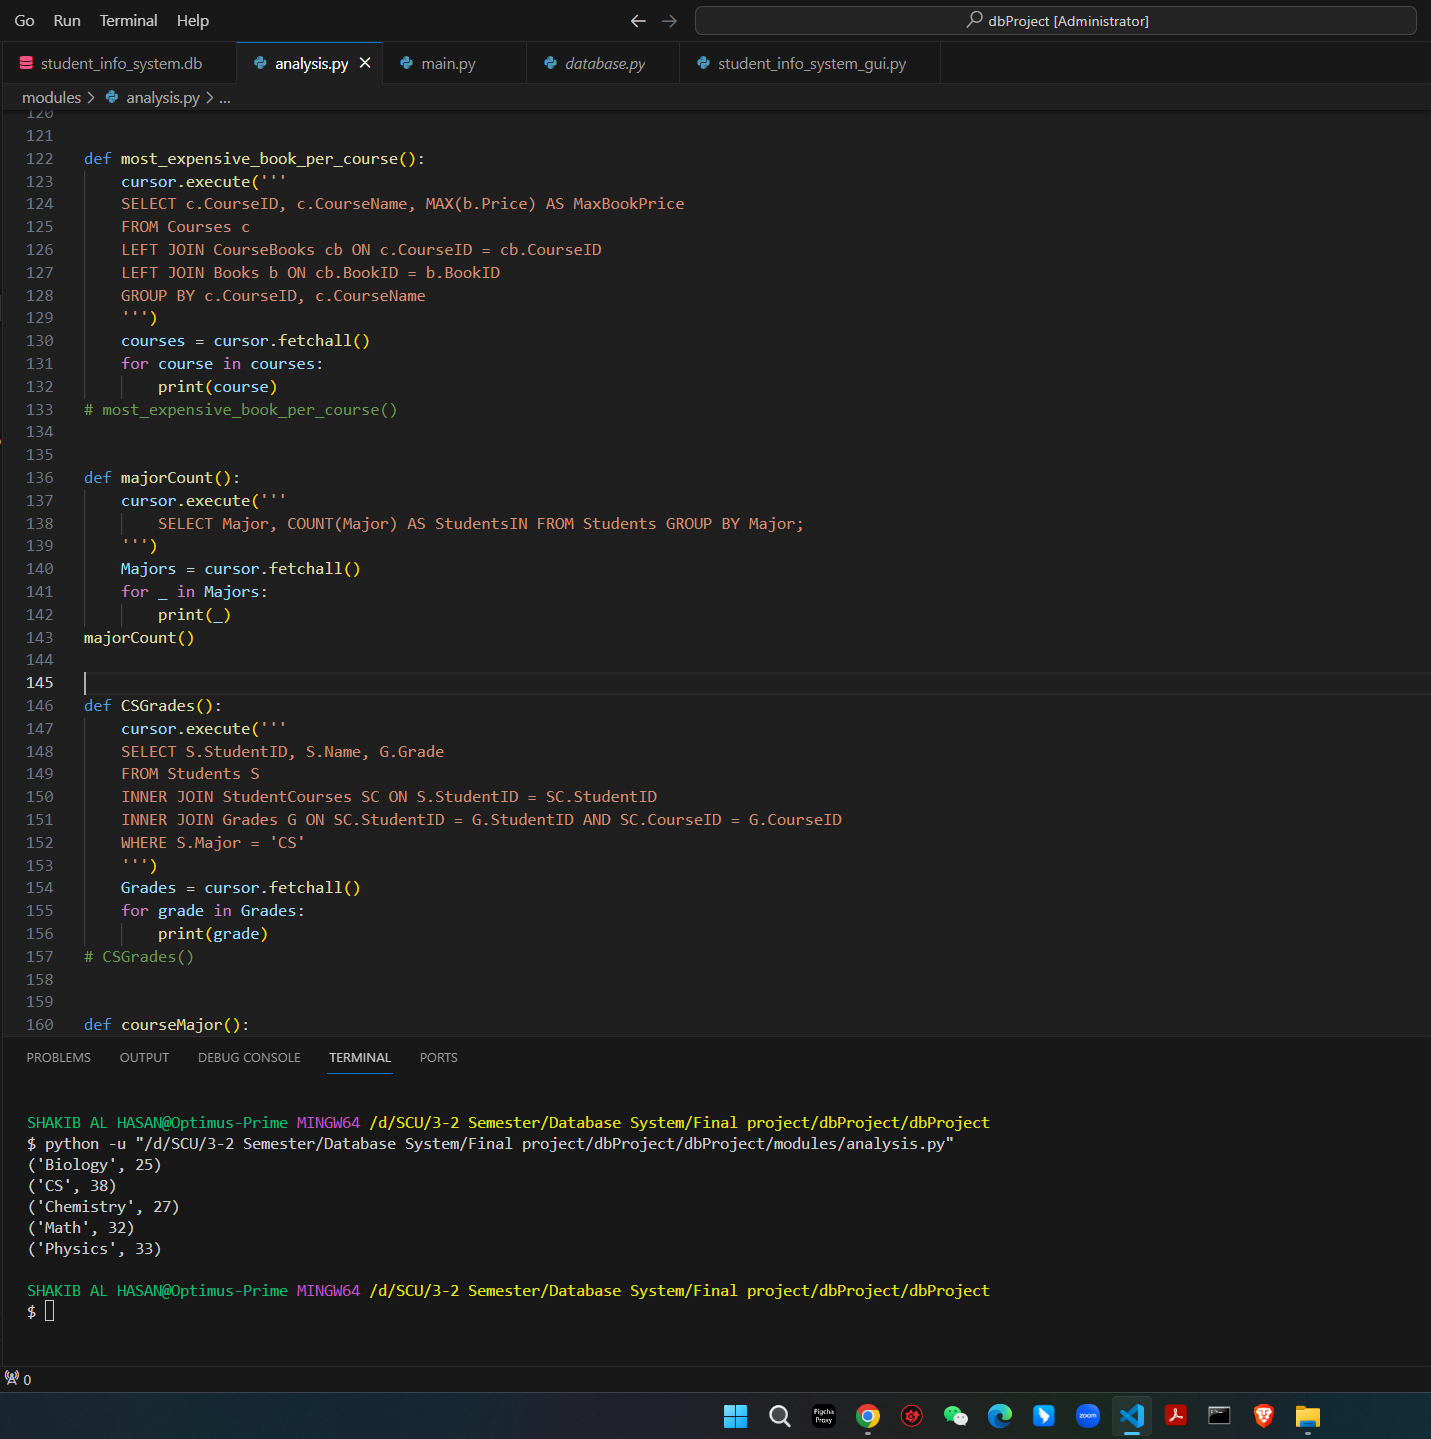 Go Run Terminal Help
dbProject [Administrator]
student_info_system.db analysis.py main.py database.py student_info_system_gui.py
modules > analysis.py > ...
120
121
122 def most_expensive_book_per_course():
123 cursor.execute('''
124 SELECT c.CourseID, c.CourseName, MAX(b.Price) AS MaxBookPrice
125 FROM Courses c
126 LEFT JOIN CourseBooks cb ON c.CourseID = cb.CourseID
127 LEFT JOIN Books b ON cb.BookID = b.BookID
128 GROUP BY c.CourseID, c.CourseName
129 ''')
130 courses = cursor.fetchall()
131 for course in courses:
132 print(course)
133 # most_expensive_book_per_course()
134
135
136 def majorCount():
137 cursor.execute('''
138 SELECT Major, COUNT(Major) AS StudentsIN FROM Students GROUP BY Major;
139 ''')
140 Majors = cursor.fetchall()
141 for _ in Majors:
142 print(_)
143 majorCount()
144
145
146 def CSGrades():
147 cursor.execute('''
148 SELECT S.StudentID, S.Name, G.Grade
149 FROM Students S
150 INNER JOIN StudentCourses SC ON S.StudentID = SC.StudentID
151 INNER JOIN Grades G ON SC.StudentID = G.StudentID AND SC.CourseID = G.CourseID
152 WHERE S.Major = 'CS'
153 ''')
154 Grades = cursor.fetchall()
155 for grade in Grades:
156 print(grade)
157 # CSGrades()
158
159
160 def courseMajor():
PROBLEMS OUTPUT DEBUG CONSOLE TERMINAL PORTS
SHAKIB AL HASAN@Optimus-Prime MINGW64 /d/SCU/3-2 Semester/Database System/Final project/dbProject/dbProject
$ python -u "/d/SCU/3-2 Semester/Database System/Final project/dbProject/dbProject/modules/analysis.py"
('Biology', 25)
('CS', 38)
('Chemistry', 27)
('Math', 32)
('Physics', 33)
SHAKIB AL HASAN@Optimus-Prime MINGW64 /d/SCU/3-2 Semester/Database System/Final project/dbProject/dbProject
$
0
Figcha
Proxy
zoom